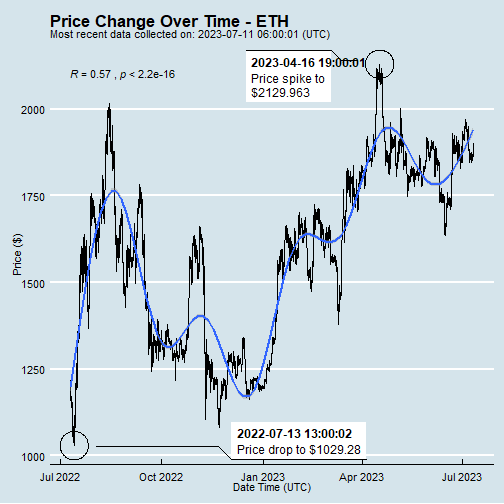 Price Change Over Time - ETH
Most recent data collected on: 2023-07-11 06:00:01 (UTC)
R = 0.57 , p < 2.2e-16
2023-04-16 19:00:01
Price spike to
$2129.963
2000
1750
1500
1250
1000
Price ($)
2022-07-13 13:00:02
Price drop to $1029.28
Jul 2022
Oct 2022
Jan 2023
Apr 2023
Jul 2023
Date Time (UTC)